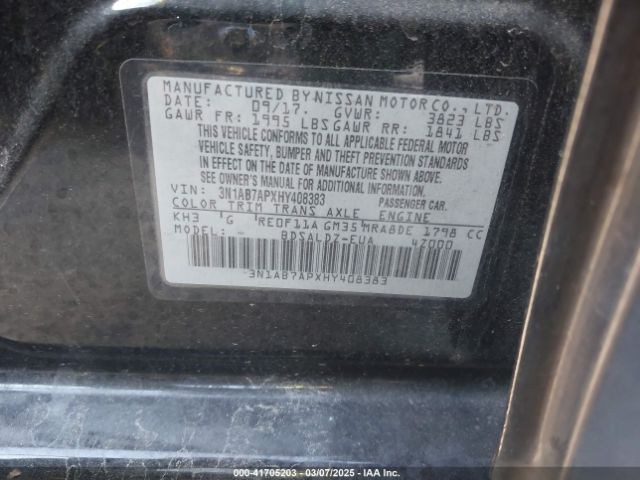 MANUFACTURED BY NISSAN MOTOR CO., LTD.
DATE: 09/17. GVWR: 3823 LBS
GAWR FR: 1995 LBS GAWR RR: 1841 LBS
THIS VEHICLE CONFORMS TO ALL APPLICABLE FEDERAL MOTOR
VEHICLE SAFETY, BUMPER AND THEFT PREVENTION STANDARDS
IN EFFECT ON THE DATE OF MANUFACTURE SHOWN ABOVE.
SEE OWNER'S MANUAL FOR ADDITIONAL INFORMATION.
VIN: 3N1AB7APXHY408383 PASSENGER CAR.
COLOR TRIM TRANS AXLE ENGINE
KH3 G RE0F11A GM35 MRA8DE 1798 CC
MODEL: BDSALDZ-EUA 4Z000
3N1AB7APXHY408383
000-41705203 - 03/07/2025 - Copyright © IAA, LLC